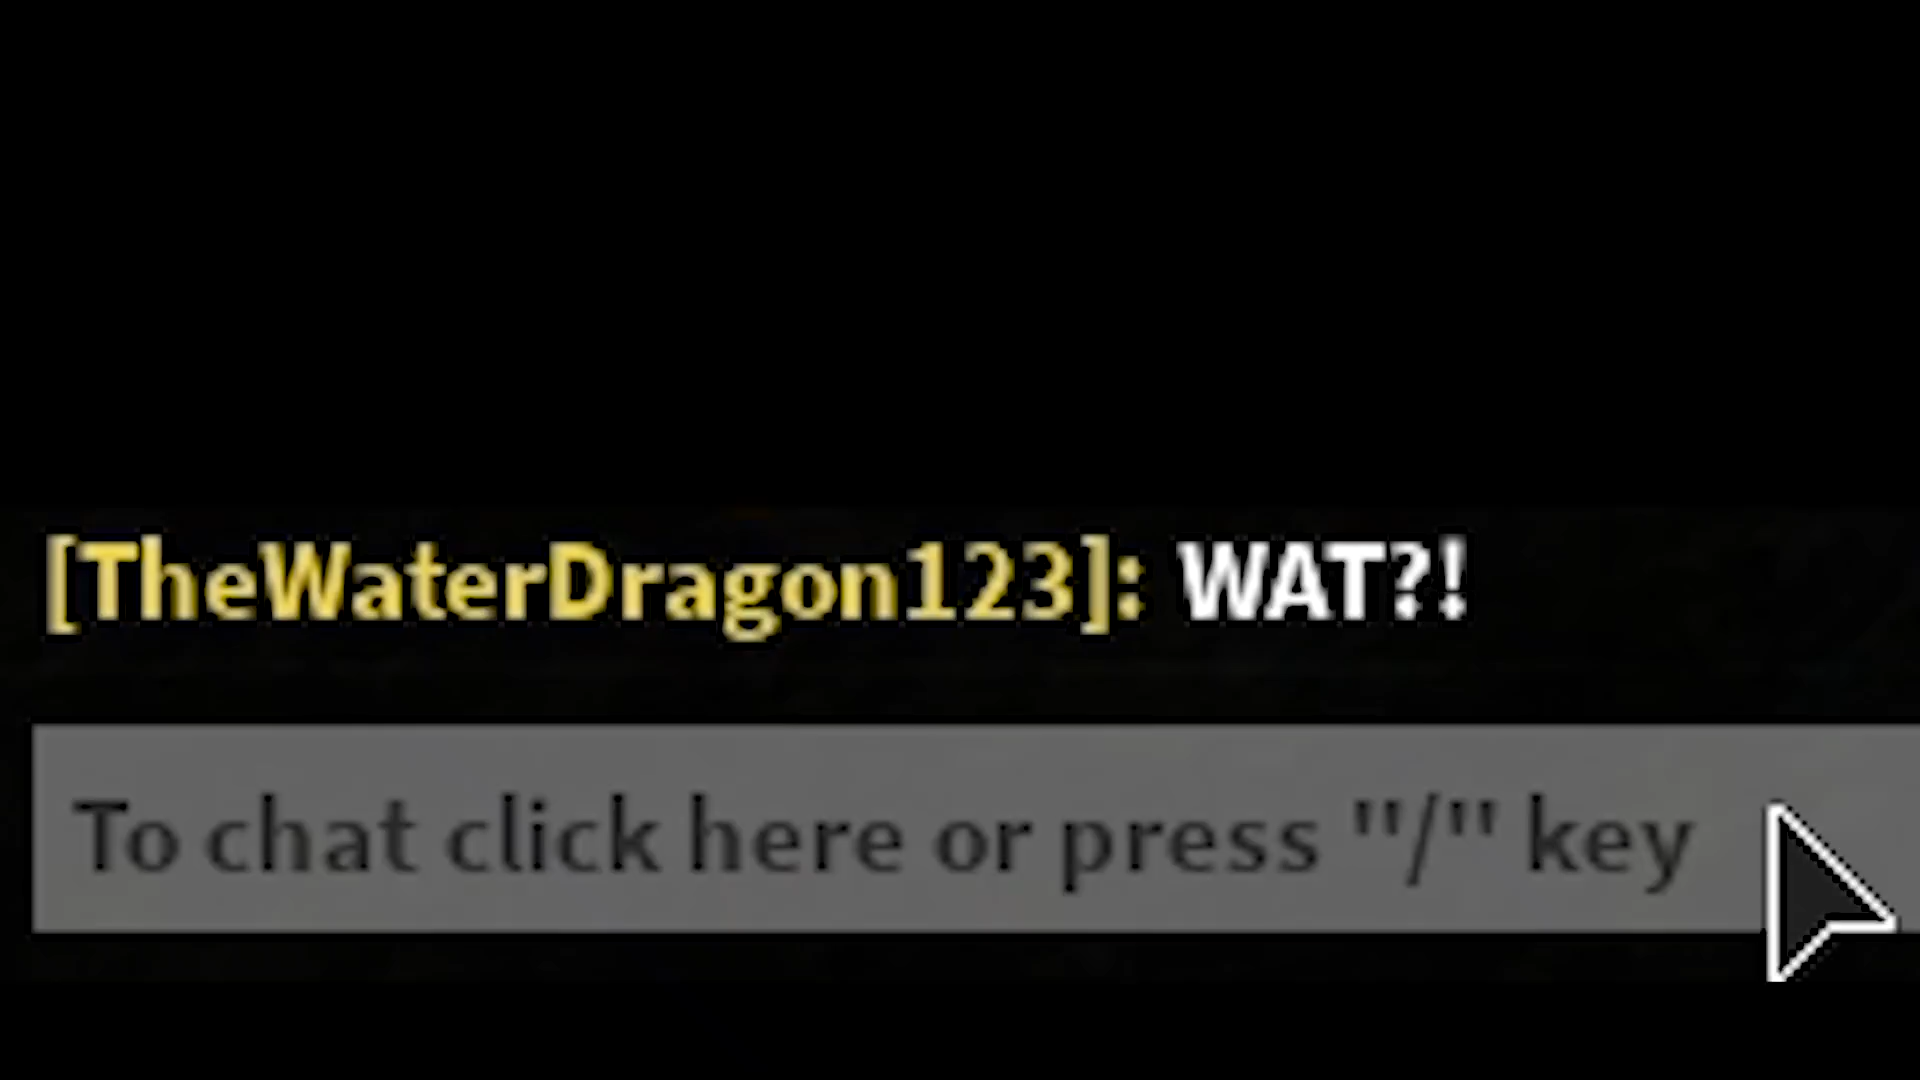 [TheWaterDragon123]: WAT?!
To chat click here or press "/" key